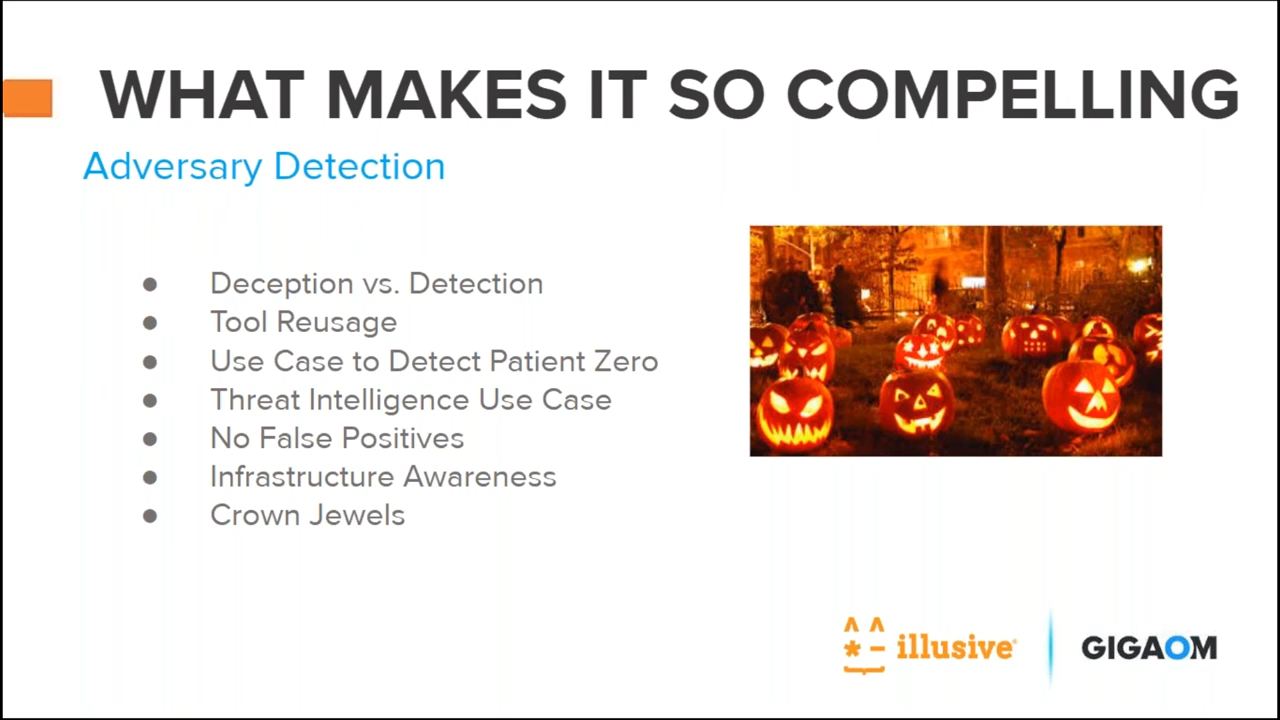 WHAT MAKES IT SO COMPELLING
Adversary Detection
● Deception vs. Detection
● Tool Reusage
● Use Case to Detect Patient Zero
● Threat Intelligence Use Case
● No False Positives
● Infrastructure Awareness
● Crown Jewels
illusive
GIGAOM